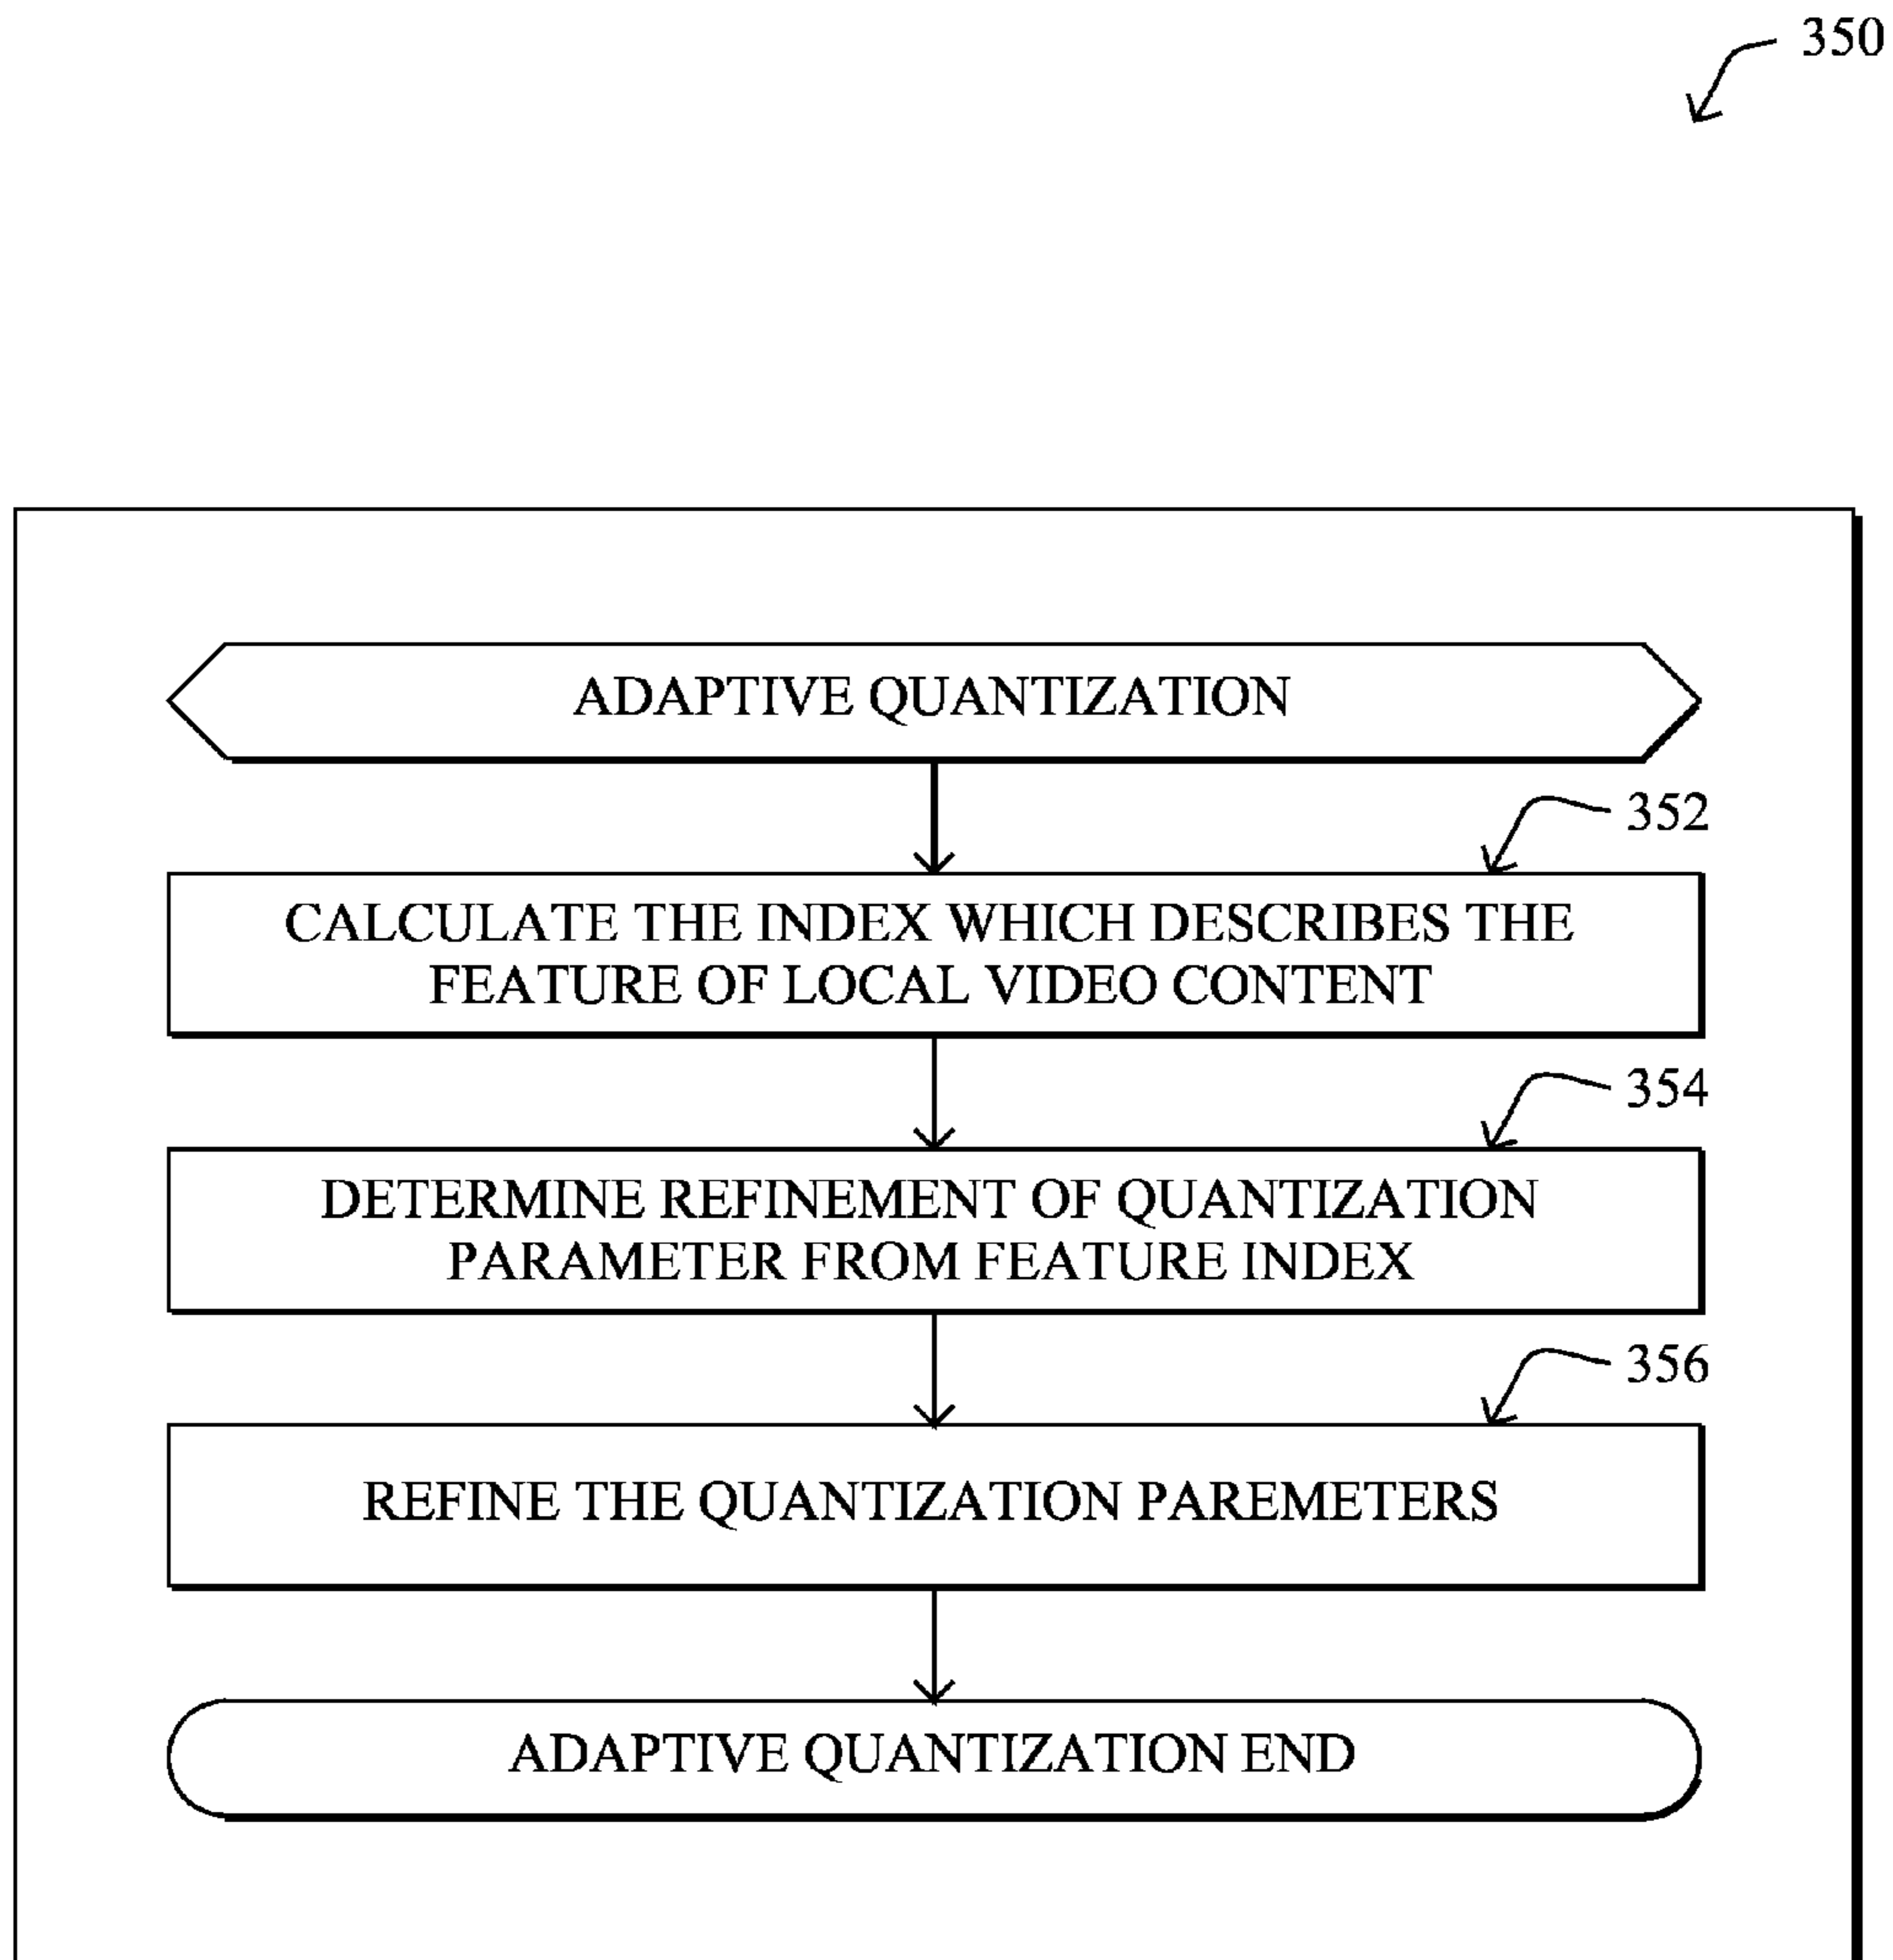 350
ADAPTIVE QUANTIZATION
352
CALCULATE THE INDEX WHICH DESCRIBES THE
FEATURE OF LOCAL VIDEO CONTENT
354
DETERMINE REFINEMENT OF QUANTIZATION
PARAMETER FROM FEATURE INDEX
356
REFINE THE QUANTIZATION PAREMETERS
ADAPTIVE QUANTIZATION END